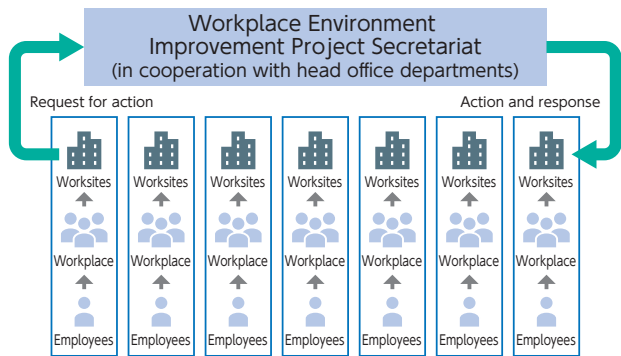 Workplace Environment
Improvement Project Secretariat
(in cooperation with head office departments)
Request for action
Action and response
Worksites Worksites Worksites Worksites Worksites Worksites Worksites
Workplace Workplace Workplace Workplace Workplace Workplace Workplace
Employees Employees Employees Employees Employees Employees Employees